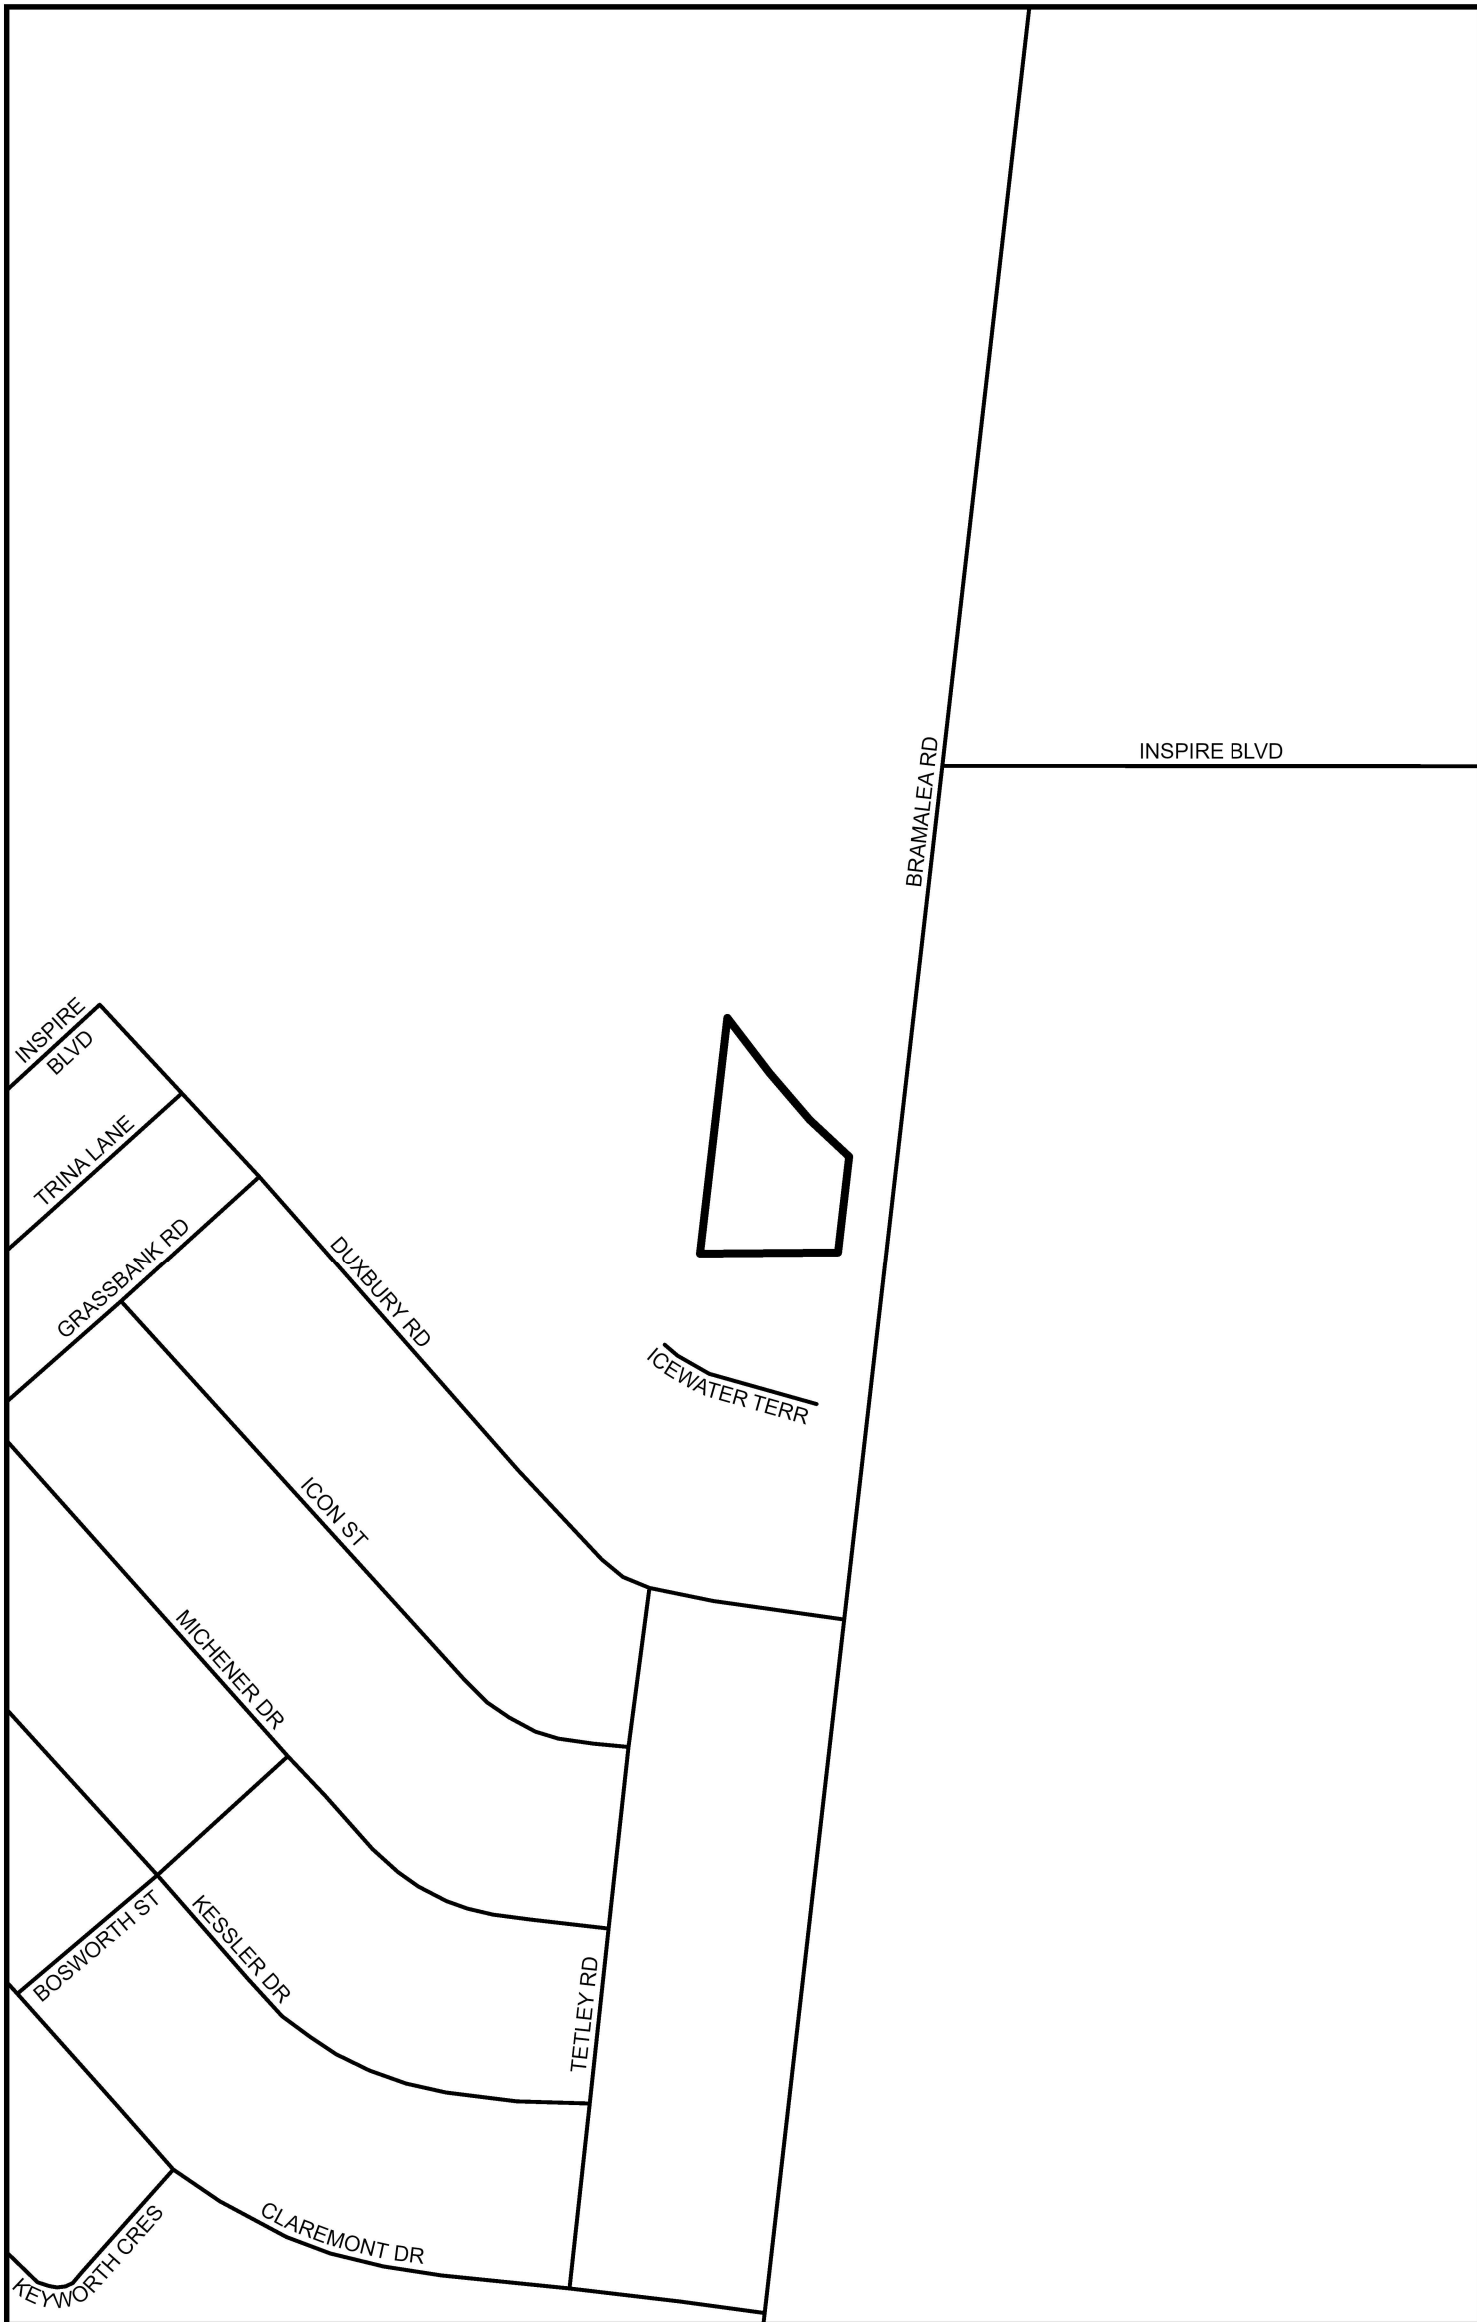 BRAMALEA RD
INSPIRE BLVD
INSPIRE
BLVD
TRINA LANE
GRASSBANK RD
DUXBURY RD
ICEWATER TERR
ICON ST
MICHENER DR
BOSWORTH ST
KESSLER DR
TETLEY RD
CLAREMONT DR
KEYWORTH CRES